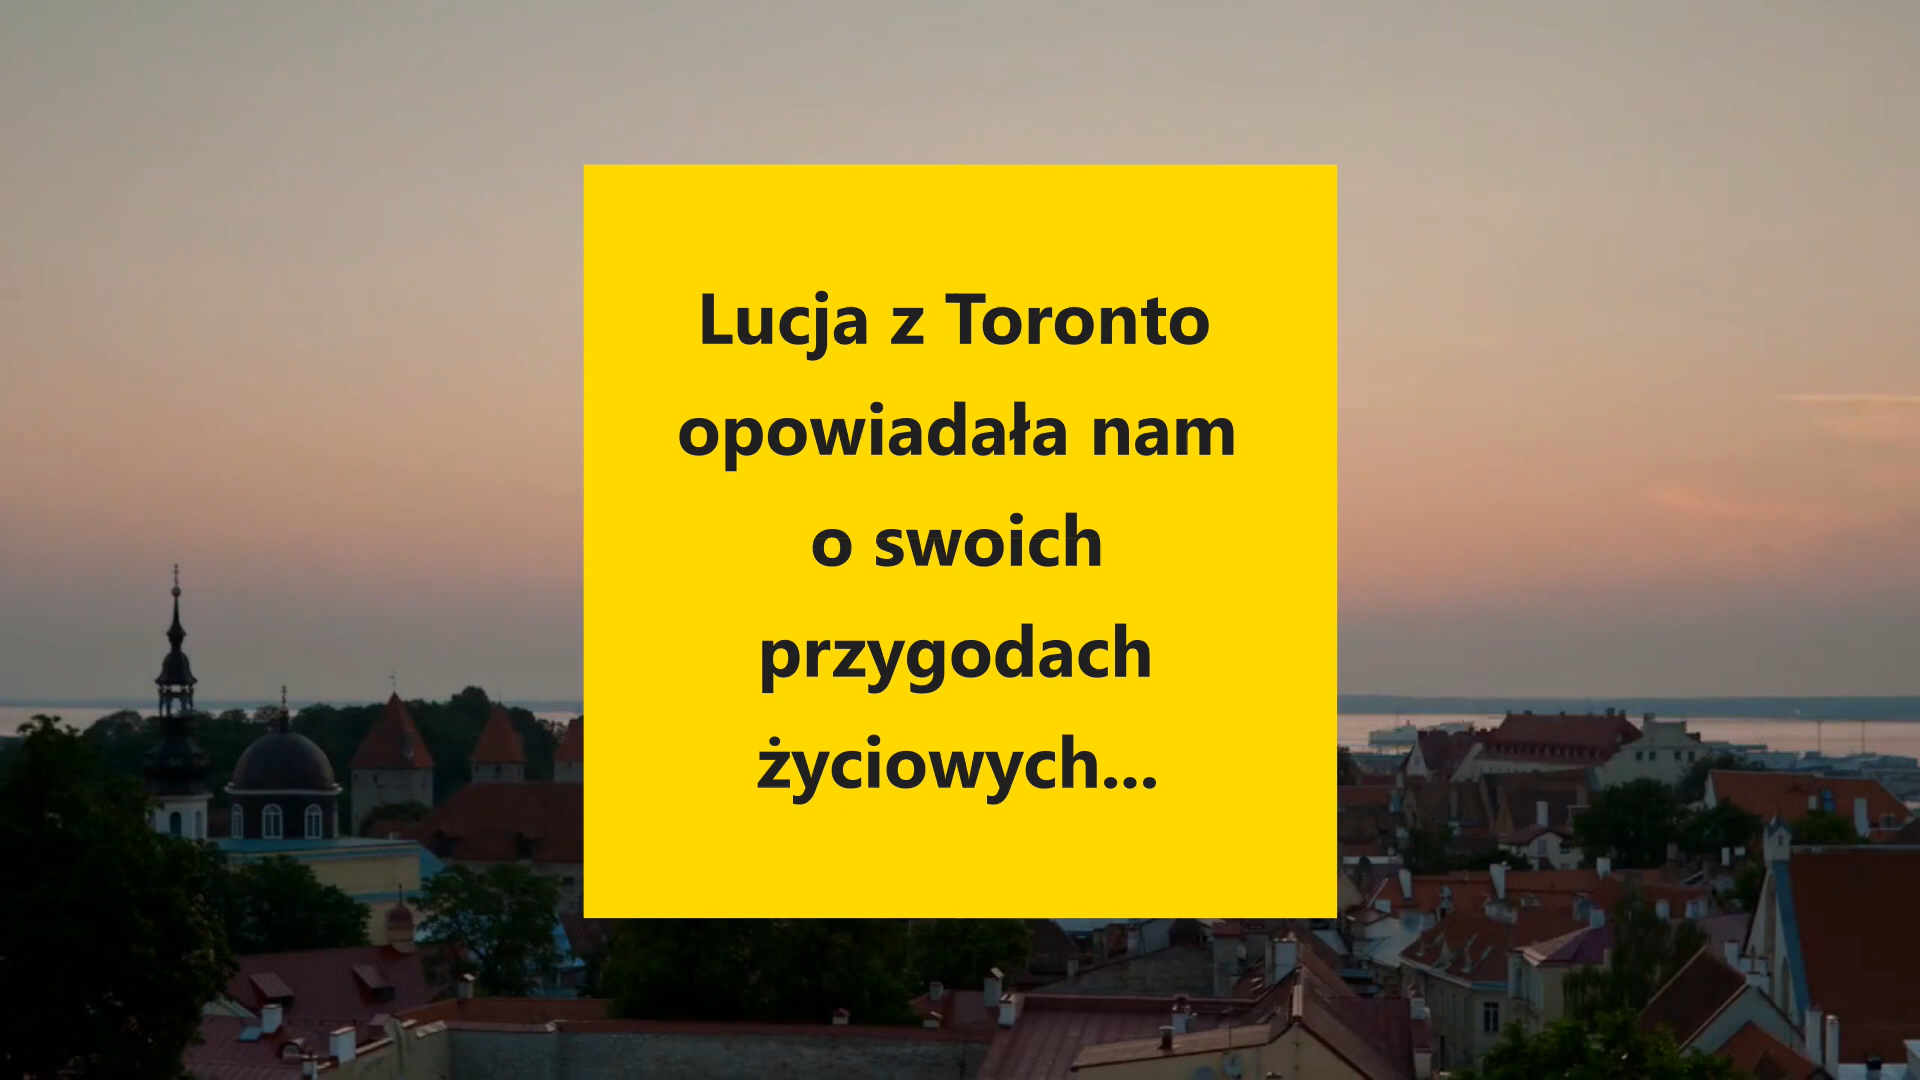 Lucja z Toronto
opowiadała nam
o swoich
przygodach
życiowych...